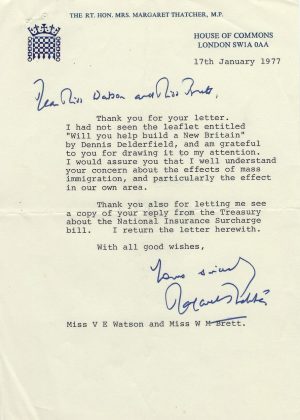 THE RT. HON. MRS. MARGARET THATCHER, M.P.
HOUSE OF COMMONS
LONDON SW1A 0AA
17th January 1977
Dear Miss Watson and Miss Brett,
Thank you for your letter.
I had not seen the leaflet entitled
"Will you help build a New Britain"
by Dennis Delderfield, and am grateful
to you for drawing it to my attention.
I would assure you that I well understand
your concern about the effects of mass
immigration, and particularly the effect
in our own area.
Thank you also for letting me see
a copy of your reply from the Treasury
about the National Insurance Surcharge
bill. I return the letter herewith.
With all good wishes,
Yours sincerely
Margaret Thatcher
Miss V E Watson and Miss W M Brett.